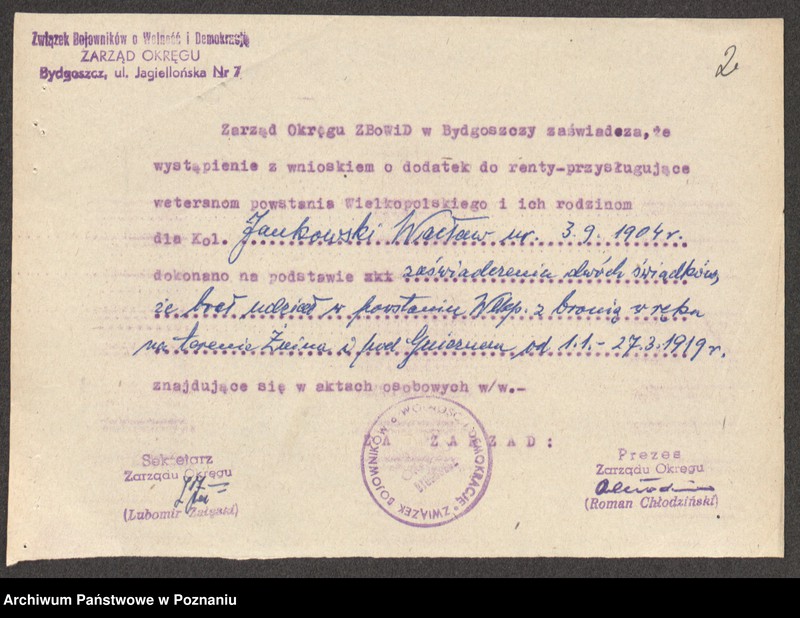 Związek Bojowników o Wolność i Demokrację
ZARZĄD OKRĘGU
Bydgoszcz, ul. Jagiellońska Nr 7
2
Zarząd Okręgu ZBoWiD w Bydgoszczy zaświadcza, że
wystąpienie z wnioskiem o dodatek do renty-przysługujące
weteranom powstania Wielkopolskiego i ich rodzinom
dla Kol. Jankowski Wacław ur. 3.9.1904 r.
dokonano na podstawie zkx zaświadczenia dwóch świadków,
że brał udział w powstaniu Wlkp. z bronią w ręku
na terenie Żnina i pod Gnieznem od 1.1.-27.3.1919 r.
znajdujące się w aktach osobowych w/w.-
ZA ZARZAD:
Sekretarz
Zarządu Okręgu
(Lubomir
Prezes
Zarządu Okręgu
(Roman Chłodziński)
ZWIĄZEK BOJOWNIKÓW O WOLNOŚĆ I DEMOKRACJĘ
Archiwum Państwowe w Poznaniu